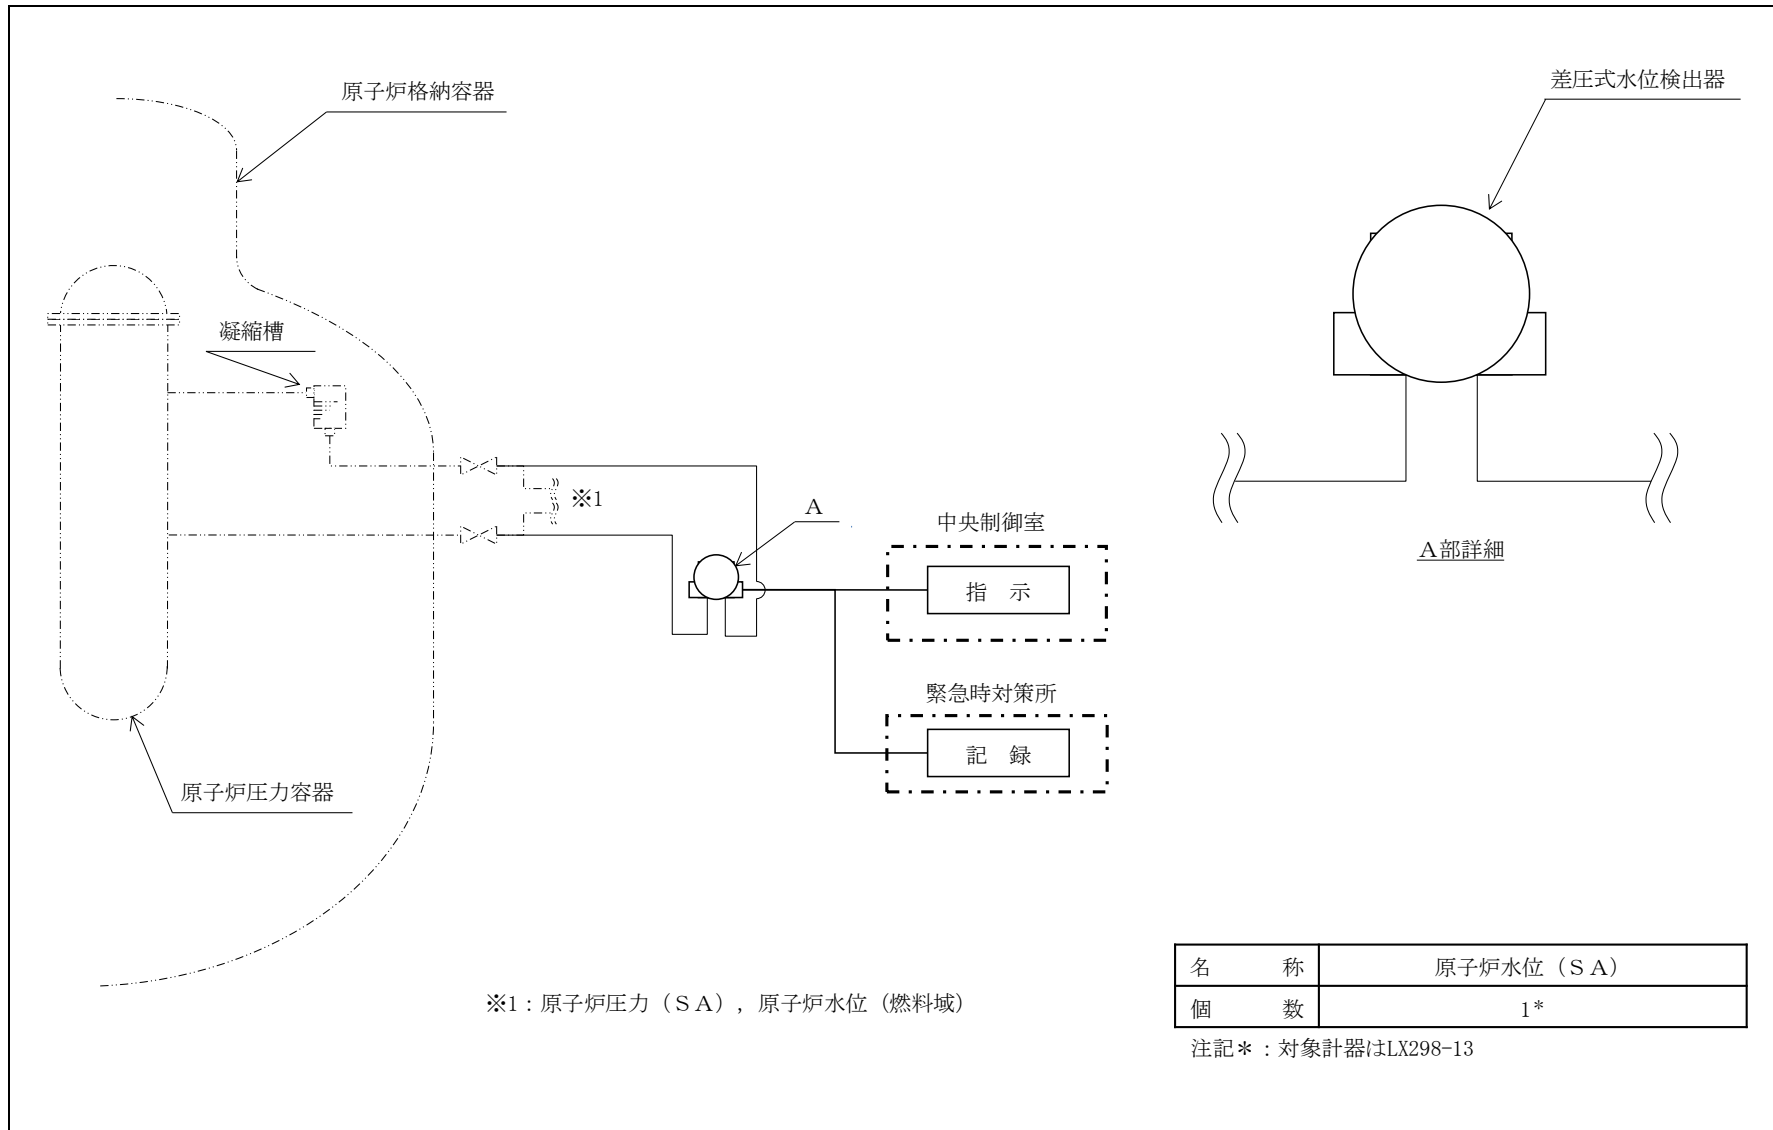 原子炉格納容器
差圧式水位検出器
凝縮槽
※1
A
中央制御室
指　示
A部詳細
緊急時対策所
記　録
原子炉圧力容器
※1：原子炉圧力（ＳＡ），原子炉水位（燃料域）
名　称　原子炉水位（ＳＡ）
個　数　1*
注記＊：対象計器はLX298-13